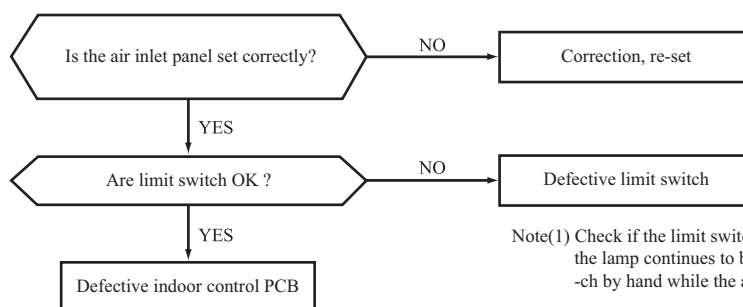 Is the air inlet panel set correctly?
NO
Correction, re-set
YES
Are limit switch OK ?
NO
Defective limit switch
YES
Defective indoor control PCB
Note(1) Check if the limit
the lamp continues to
-ch by hand while the